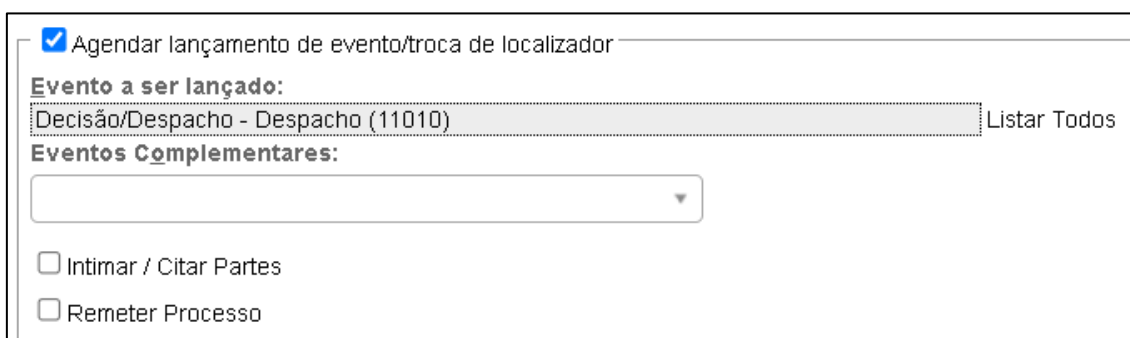 Agendar lançamento de evento/troca de localizador
Evento a ser lançado:
Decisão/Despacho - Despacho (11010) Listar Todos
Eventos Complementares:
Intimar / Citar Partes
Remeter Processo